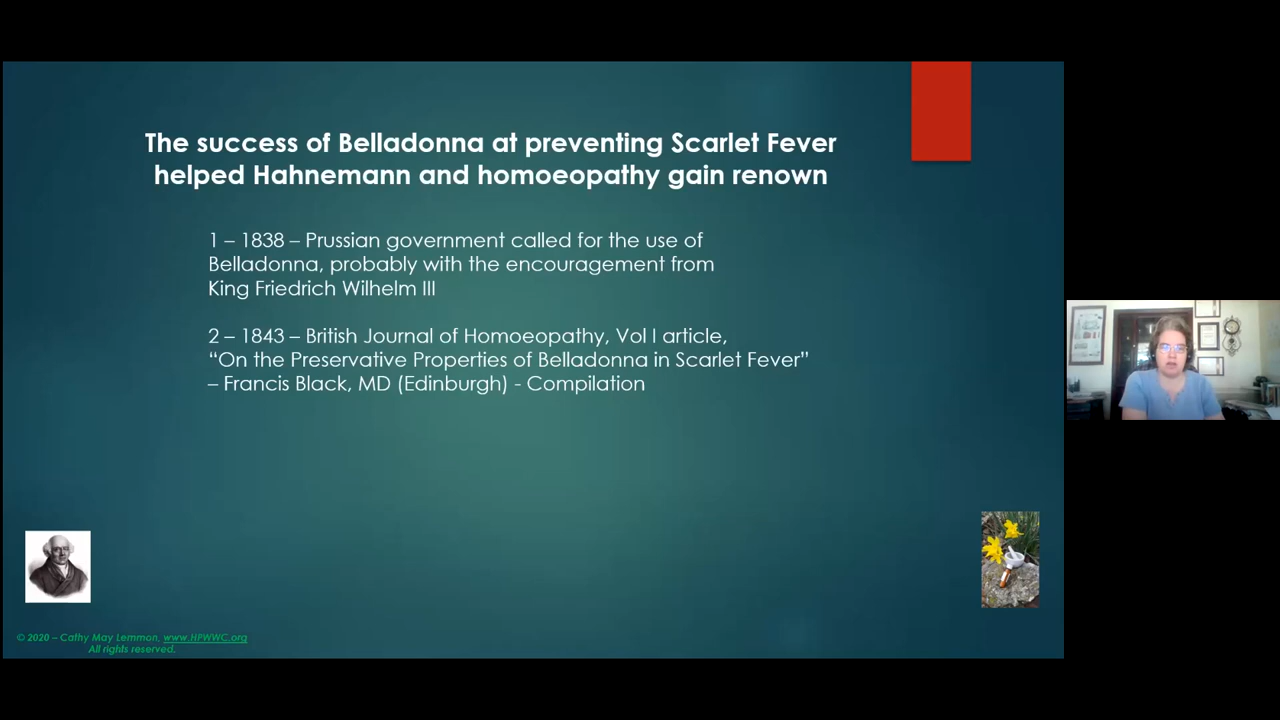 The success of Belladonna at preventing Scarlet Fever
helped Hahnemann and homoeopathy gain renown
1 – 1838 – Prussian government called for the use of
Belladonna, probably with the encouragement from
King Friedrich Wilhelm III
2 – 1843 – British Journal of Homoeopathy, Vol I article,
“On the Preservative Properties of Belladonna in Scarlet Fever”
– Francis Black, MD (Edinburgh) - Compilation
© 2020 – Cathy May Lemmon, www.HPWWC.org
All rights reserved.